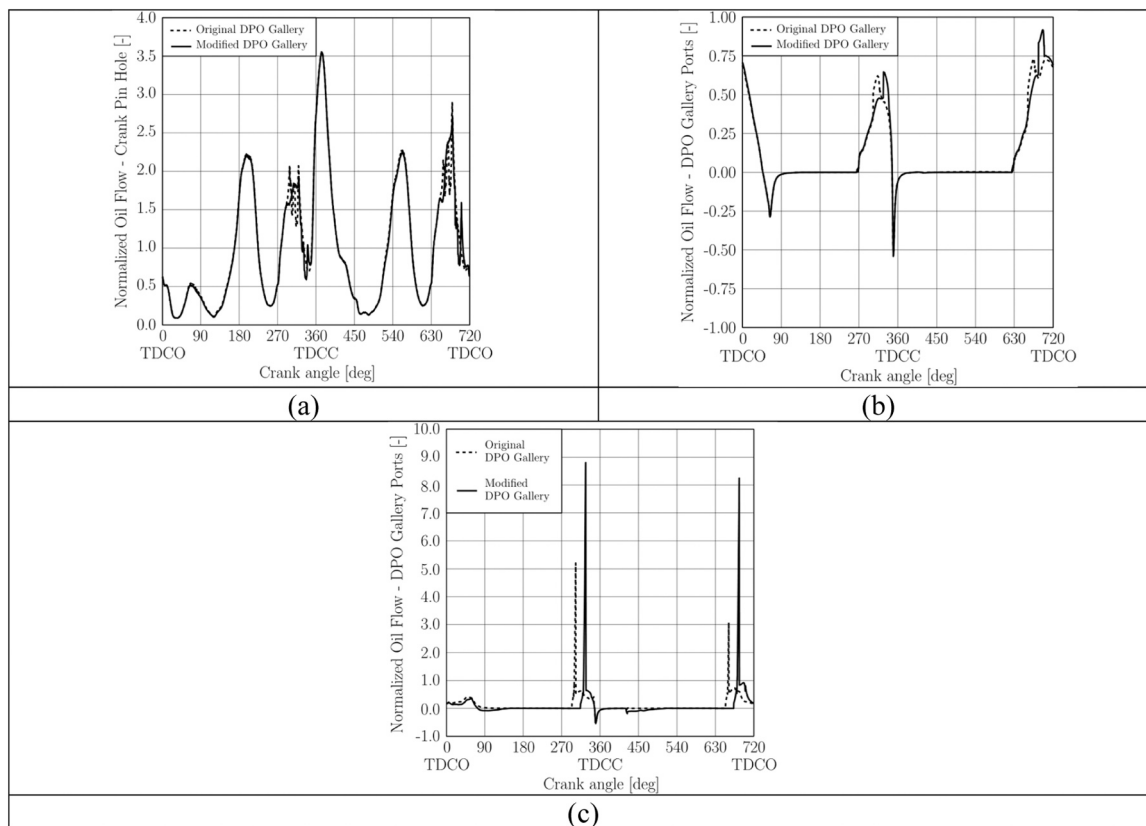 Normalized Oil Flow - Crank Pin Hole [-]
4.0
3.5
3.0
2.5
2.0
1.5
1.0
0.5
0.0
Original DPO Gallery
Modified DPO Gallery
0 90 180 270 360 450 540 630 720
TDCO TDCC TDCO
Crank angle [deg]
(a)
Normalized Oil Flow - DPO Gallery Ports [-]
1.00
0.75
0.50
0.25
0.00
-0.25
-0.50
-0.75
-1.00
Original DPO Gallery
Modified DPO Gallery
0 90 180 270 360 450 540 630 720
TDCO TDCC TDCO
Crank angle [deg]
(b)
Normalized Oil Flow - DPO Gallery Ports [-]
10.0
9.0
8.0
7.0
6.0
5.0
4.0
3.0
2.0
1.0
0.0
-1.0
Original
DPO Gallery
Modified
DPO Gallery
0 90 180 270 360 450 540 630 720
TDCO TDCC TDCO
Crank angle [deg]
(c)